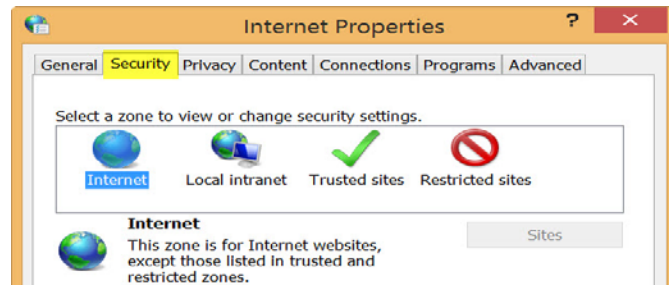 Internet Properties ? ×
General Security Privacy Content Connections Programs Advanced
Select a zone to view or change security settings.
Internet Local intranet Trusted sites Restricted sites
Internet
Sites
This zone is for Internet websites,
except those listed in trusted and
restricted zones.